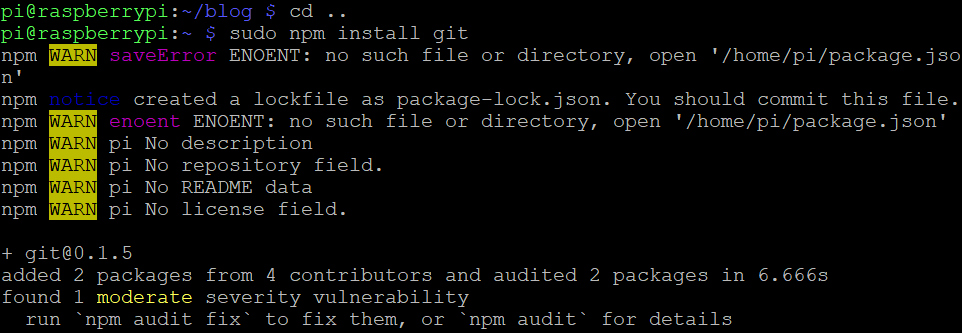 pi@raspberrypi:~/blog $ cd ..
pi@raspberrypi:~ $ sudo npm install git
npm WARN saveError ENOENT: no such file or directory, open '/home/pi/package.jso
n'
npm notice created a lockfile as package-lock.json. You should commit this file.
npm WARN enoent ENOENT: no such file or directory, open '/home/pi/package.json'
npm WARN pi No description
npm WARN pi No repository field.
npm WARN pi No README data
npm WARN pi No license field.

+ git@0.1.5
added 2 packages from 4 contributors and audited 2 packages in 6.666s
found 1 moderate severity vulnerability
  run `npm audit fix` to fix them, or `npm audit` for details